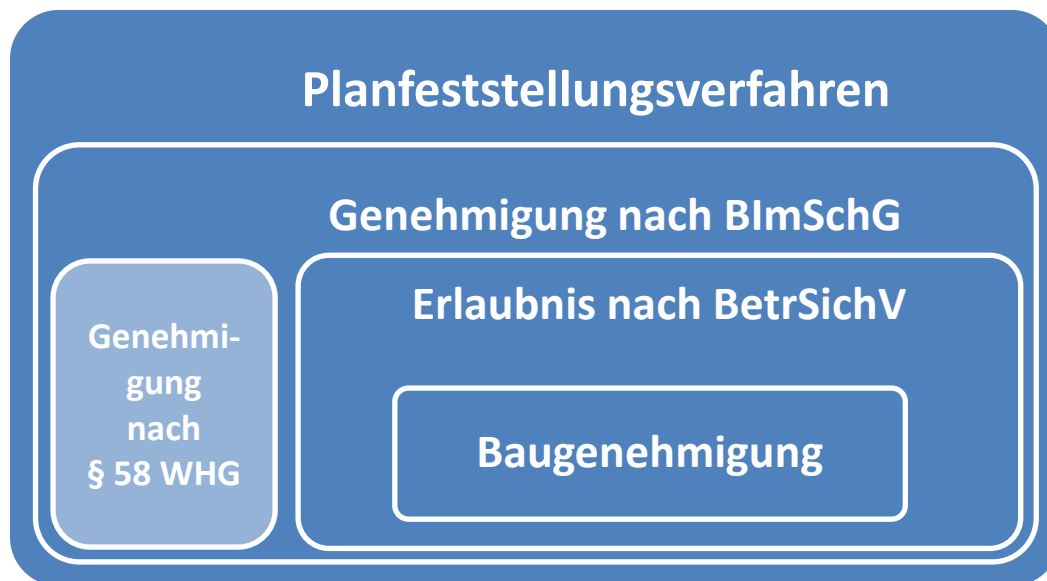 Planfeststellungsverfahren
Genehmigung nach BImSchG
Erlaubnis nach BetrSichV
Genehmi-
gung
nach
§ 58 WHG
Baugenehmigung